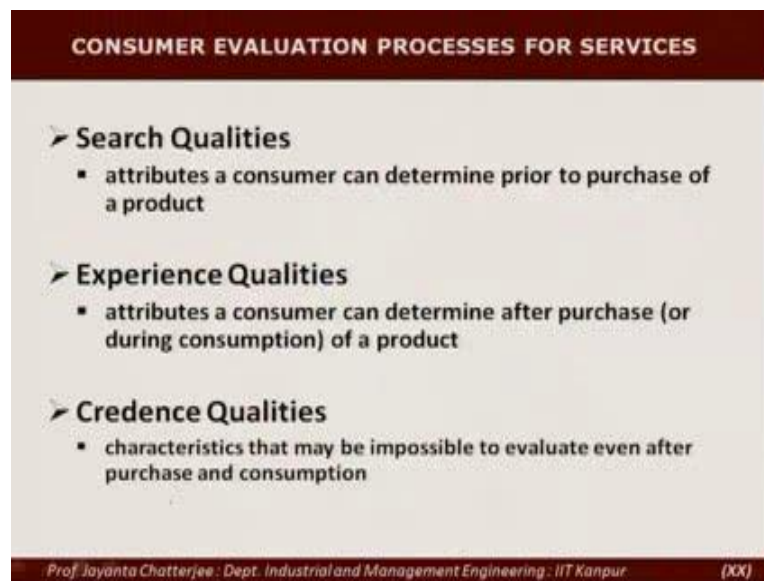 CONSUMER EVALUATION PROCESSES FOR SERVICES
➢ Search Qualities
▪ attributes a consumer can determine prior to purchase of
a product
➢ Experience Qualities
▪ attributes a consumer can determine after purchase (or
during consumption) of a product
➢ Credence Qualities
▪ characteristics that may be impossible to evaluate even after
purchase and consumption
Prof. Jayanta Chatterjee : Dept. Industrial and Management Engineering : IIT Kanpur (XX)